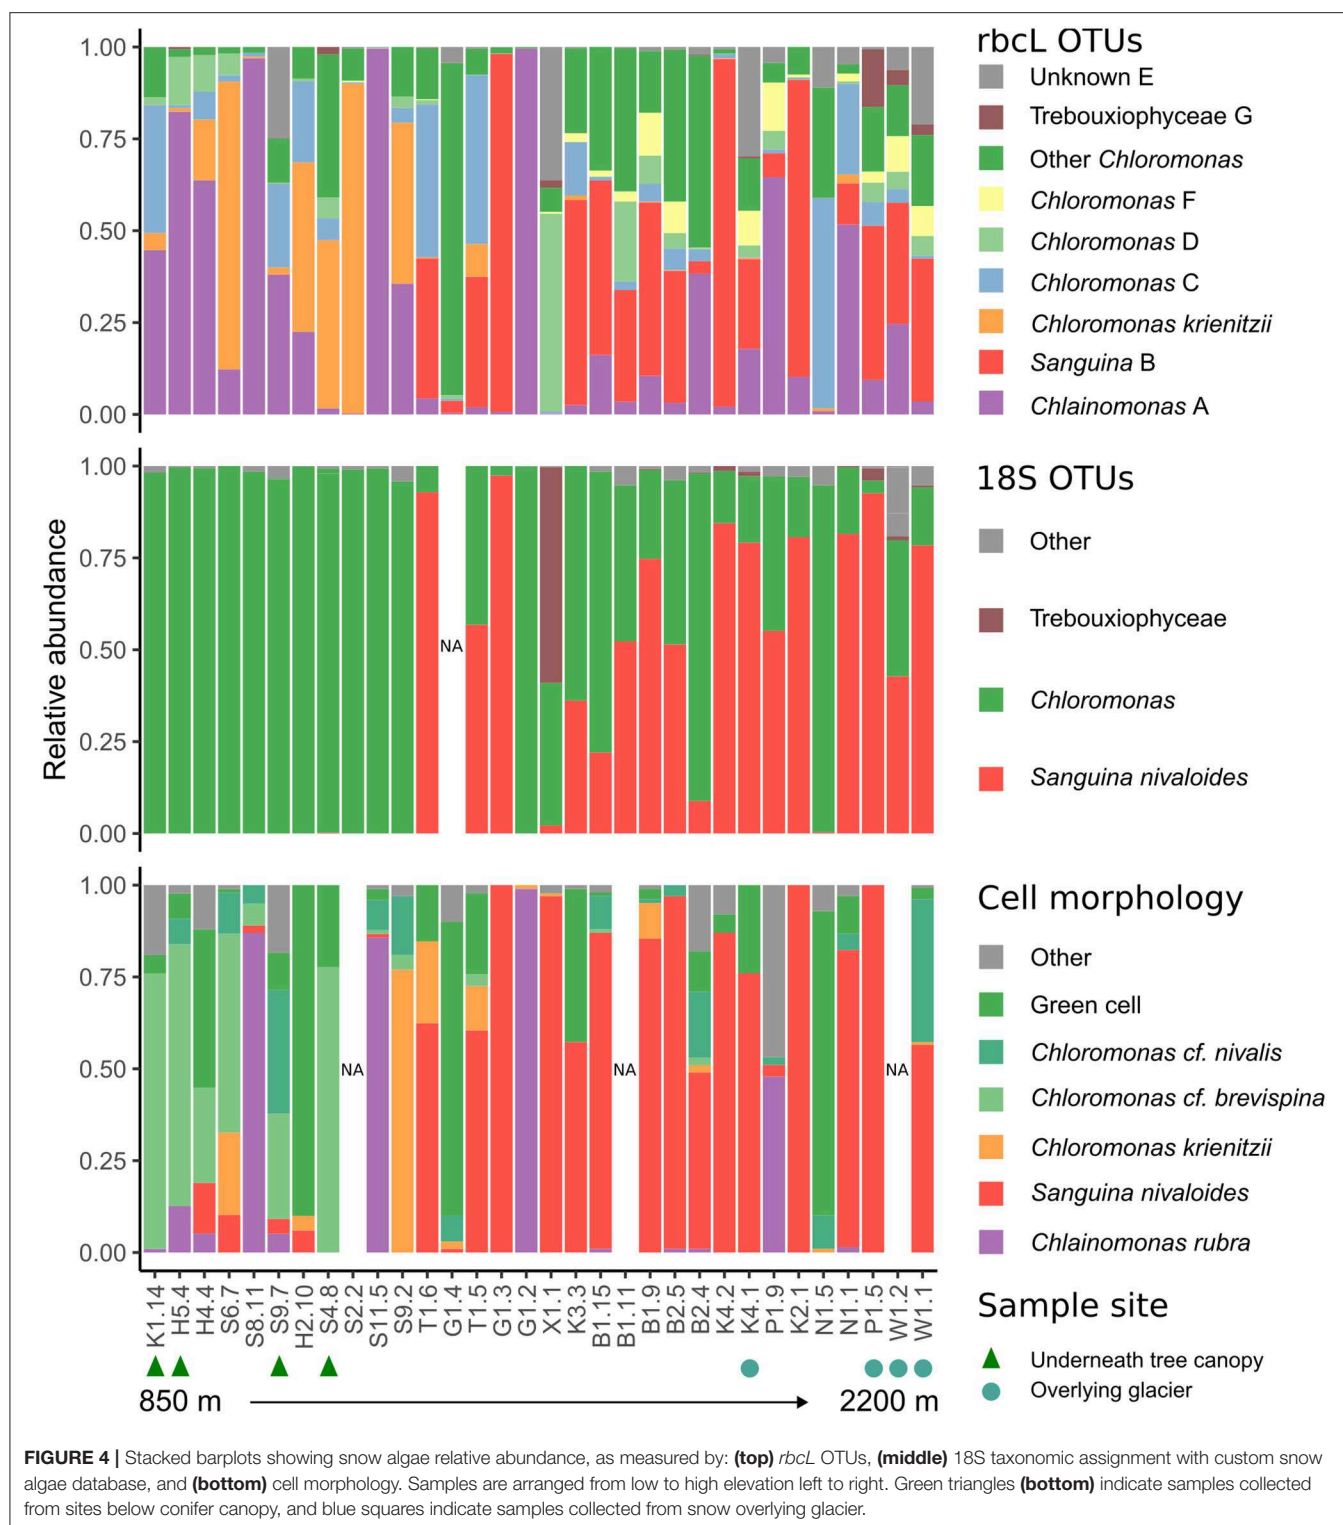 rbcL OTUs
1.00
0.75
0.50
0.25
0.00
Unknown E
Trebouxiophyceae G
Other Chloromonas
Chloromonas F
Chloromonas D
Chloromonas C
Chloromonas krienitzii
Sanguina B
Chlainomonas A
Relative abundance
1.00
0.75
0.50
0.25
0.00
NA
18S OTUs
Other
Trebouxiophyceae
Chloromonas
Sanguina nivaloides
1.00
0.75
0.50
0.25
0.00
NA
NA
NA
Cell morphology
Other
Green cell
Chloromonas cf. nivalis
Chloromonas cf. brevispina
Chloromonas krienitzii
Sanguina nivaloides
Chlainomonas rubra
K1.14
H5.4
H4.4
S6.7
S8.11
S9.7
H2.10
S4.8
S2.2
S11.5
S9.2
T1.6
G1.4
T1.5
G1.3
G1.2
X1.1
K3.3
B1.15
B1.11
B1.9
B2.5
B2.4
K4.2
K4.1
P1.9
K2.1
N1.5
N1.1
P1.5
W1.2
W1.1
Sample site
Underneath tree canopy
Overlying glacier
850 m
2200 m
FIGURE 4 | Stacked barplots showing snow algae relative abundance, as measured by: (top) rbcL OTUs, (middle) 18S taxonomic assignment with custom snow
algae database, and (bottom) cell morphology. Samples are arranged from low to high elevation left to right. Green triangles (bottom) indicate samples collected
from sites below conifer canopy, and blue squares indicate samples collected from snow overlying glacier.